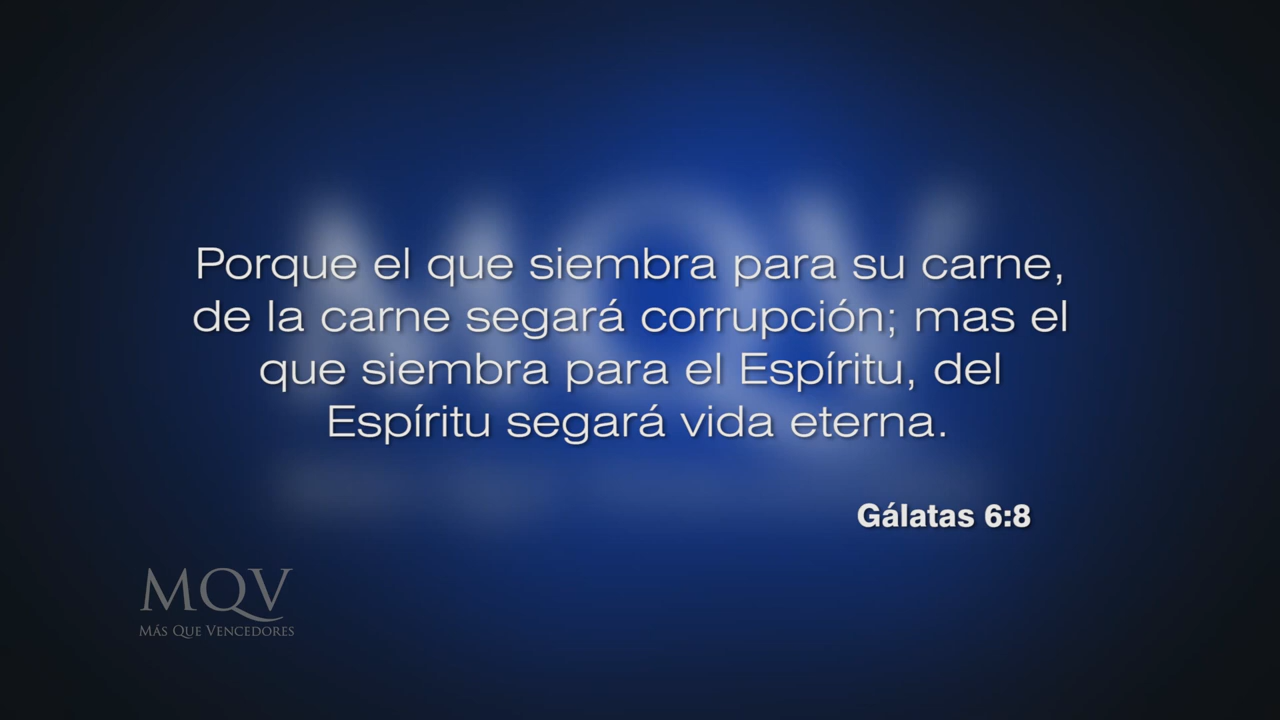 Porque el que siembra para su carne,
de la carne segará corrupción; mas el
que siembra para el Espíritu, del
Espíritu segará vida eterna.
Gálatas 6:8
MQV
MÁS QUE VENCEDORES